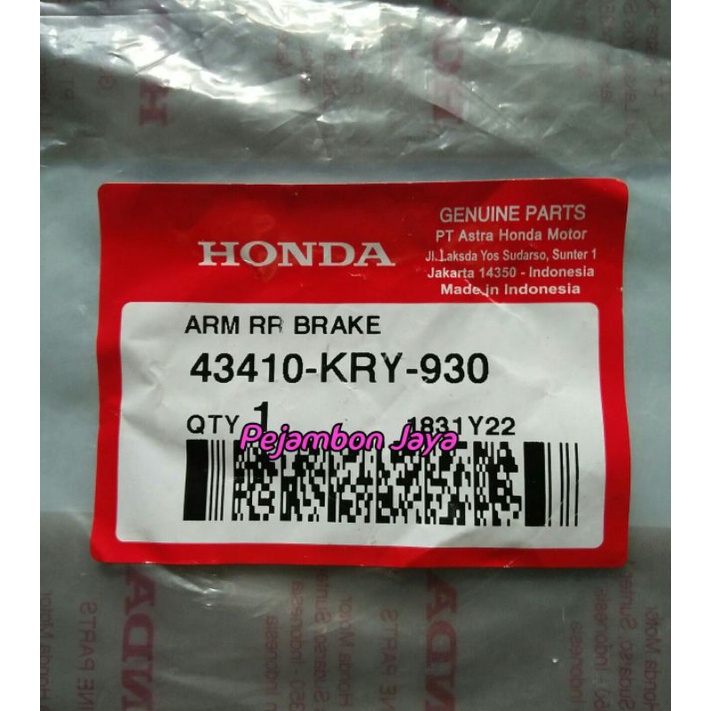 HONDA
GENUINE PARTS
PT Astra Honda Motor
Jl. Laksda Yos Sudarso, Sunter 1
Jakarta 14350 - Indonesia
Made in Indonesia
ARM RR BRAKE
43410-KRY-930
QTY 1
1831Y22
Pejambon Jaya